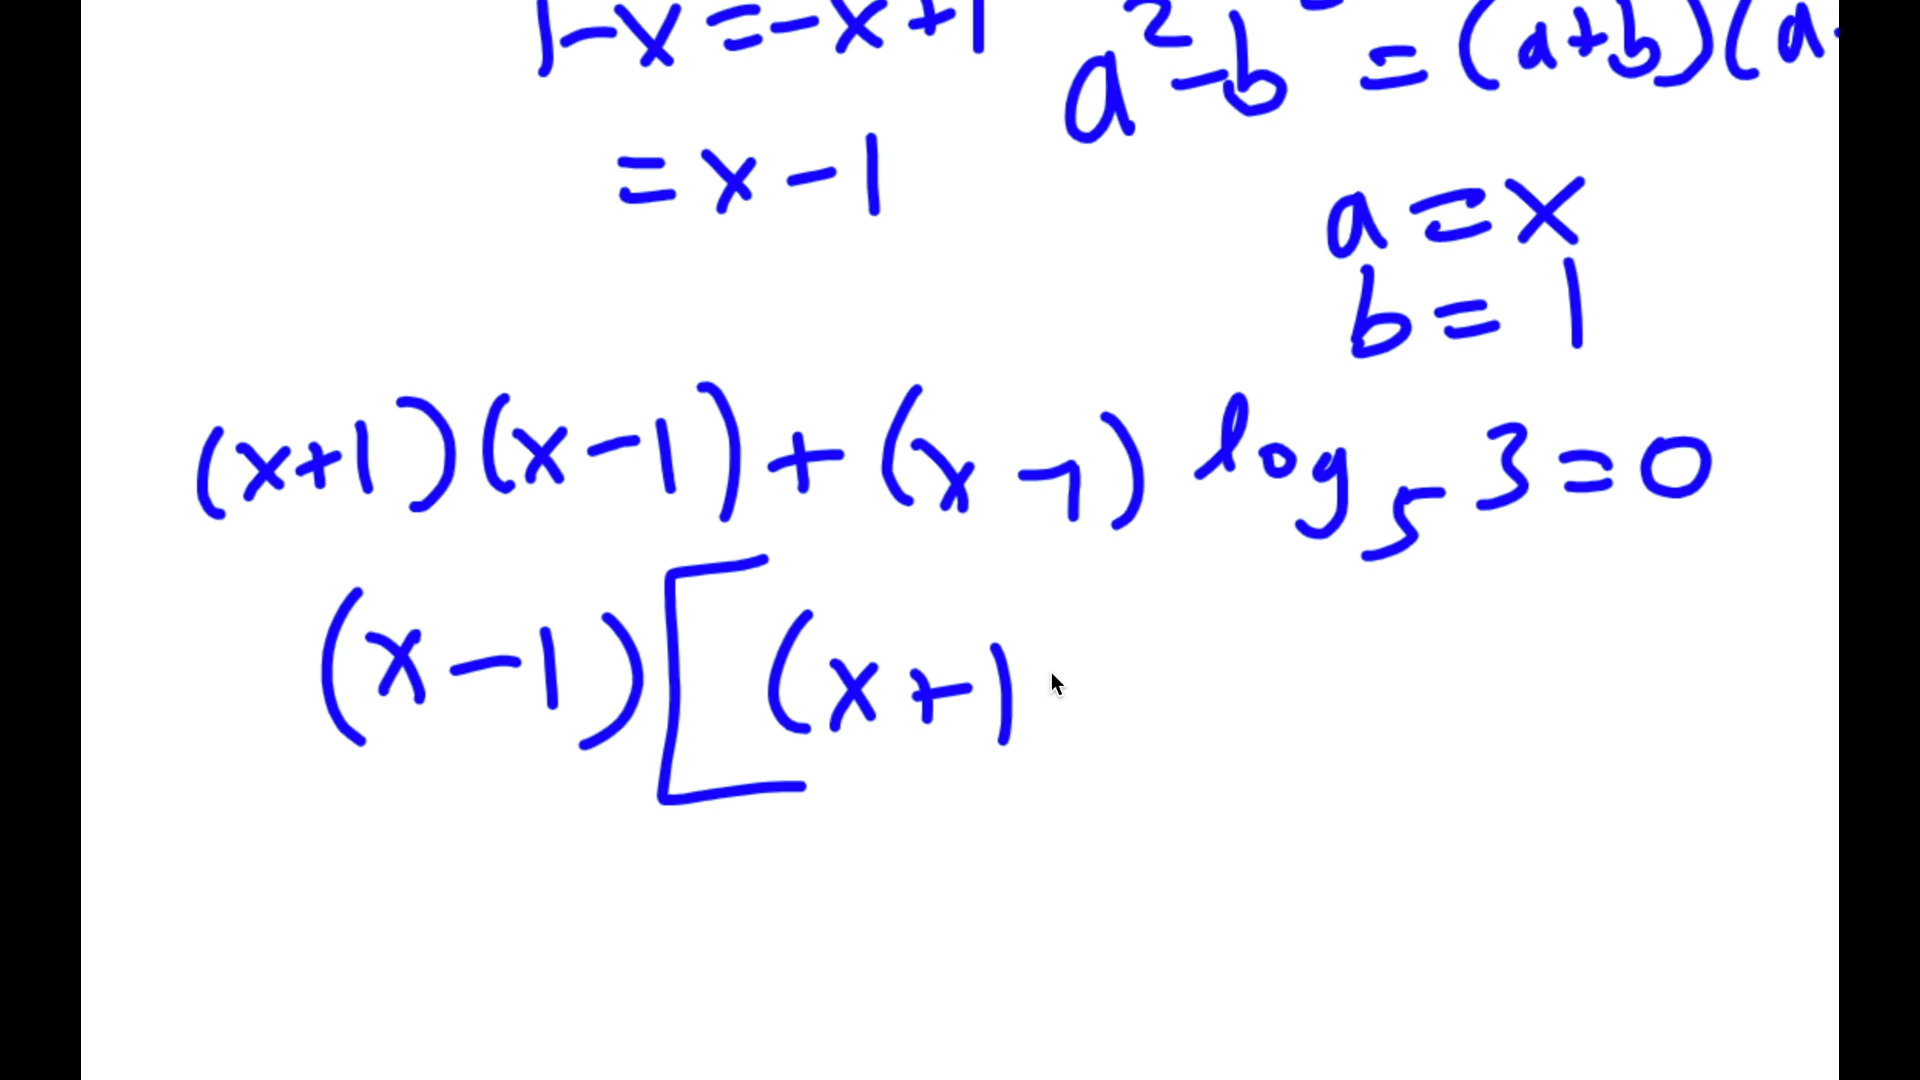 1-x=-x+1
a²-b² =(a+b)(a-
=x-1
a=x
b=1
(x+1)(x-1)+(x-1)log₅3=0
(x-1)[(x+1